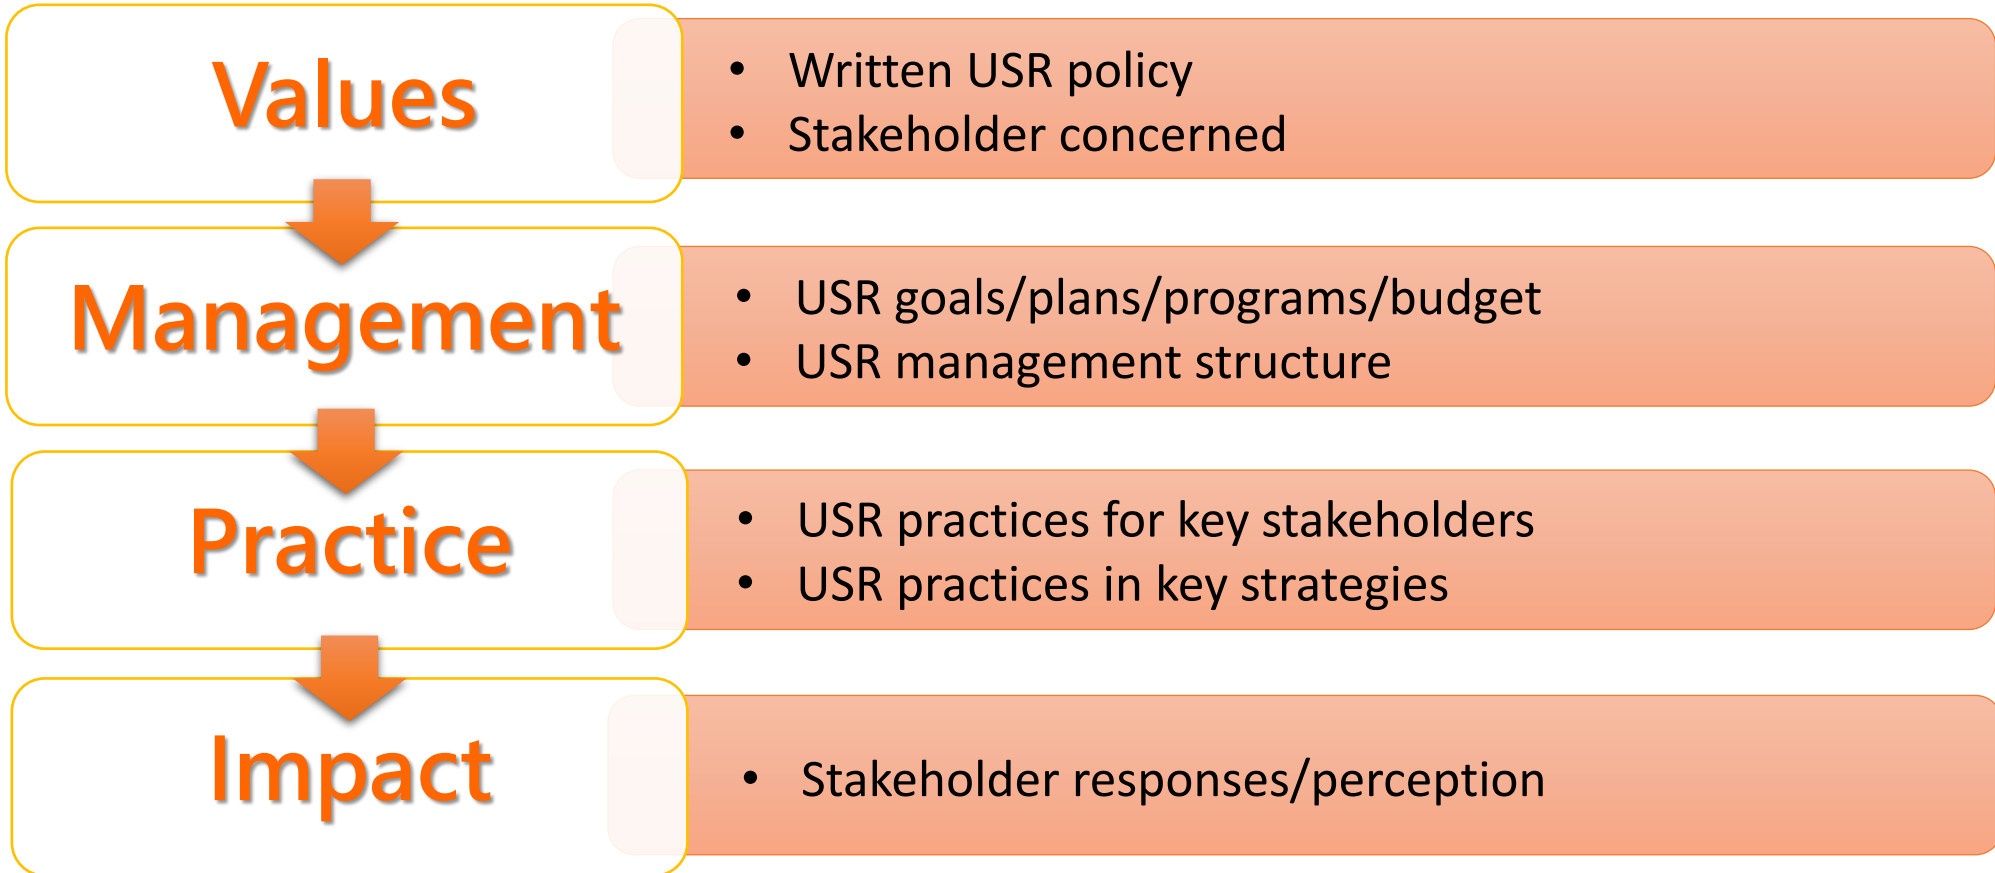 Values
• Written USR policy
• Stakeholder concerned
Management
• USR goals/plans/programs/budget
• USR management structure
Practice
• USR practices for key stakeholders
• USR practices in key strategies
Impact
• Stakeholder responses/perception